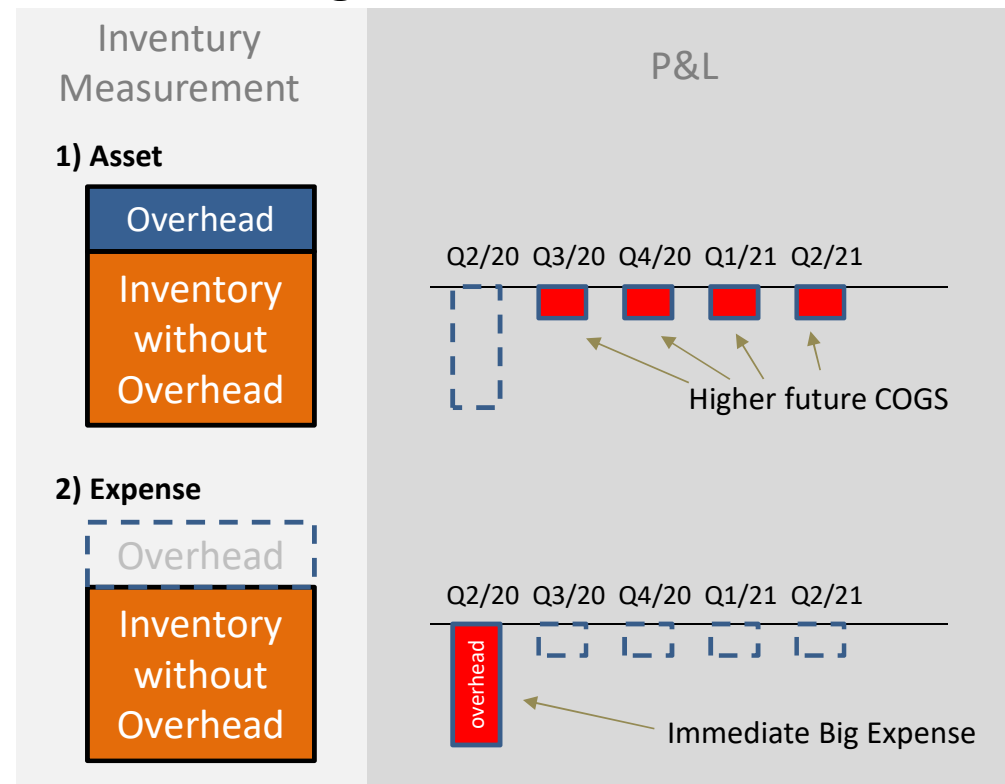 Inventury
Measurement
P&L
1) Asset
Overhead
Inventory
without
Overhead
Q2/20 Q3/20 Q4/20 Q1/21 Q2/21
Higher future COGS
2) Expense
Overhead
Inventory
without
Overhead
Q2/20 Q3/20 Q4/20 Q1/21 Q2/21
overhead
Immediate Big Expense